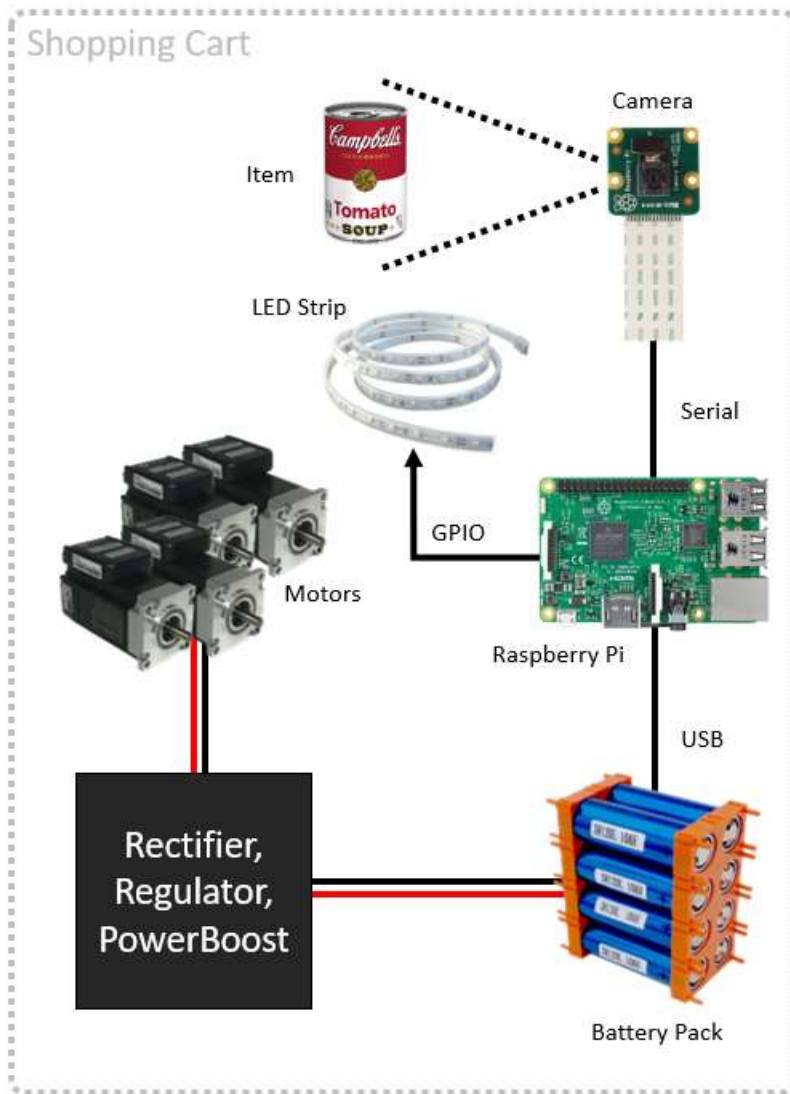 Shopping Cart
Camera
Item
Campbell's
Tomato
SOUP
LED Strip
Serial
GPIO
HDMI
Motors
Raspberry Pi
USB
Rectifier,
Regulator,
PowerBoost
Battery Pack